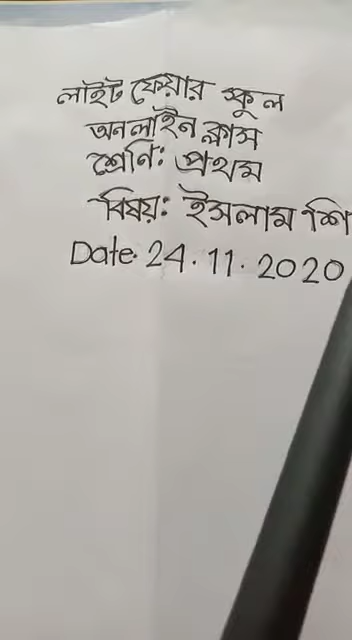 লাইট ফেয়ার স্কুল
অনলাইন ক্লাস
শ্রেণি: প্রথম
বিষয়: ইসলাম শি
Date. 24.11.2020